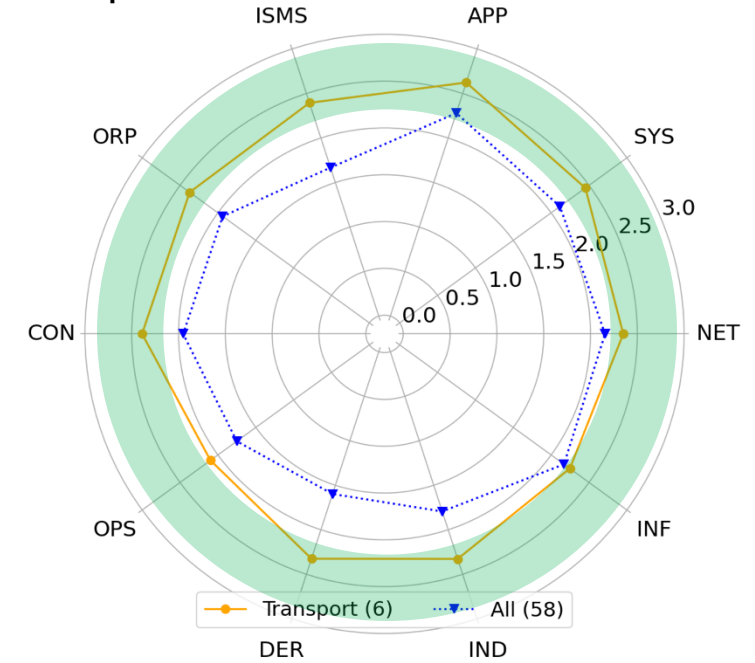 ISMS
APP
ORP
SYS
3.0
2.5
2.0
1.5
1.0
0.5
0.0
CON
NET
OPS
INF
Transport (6)
All (58)
DER
IND